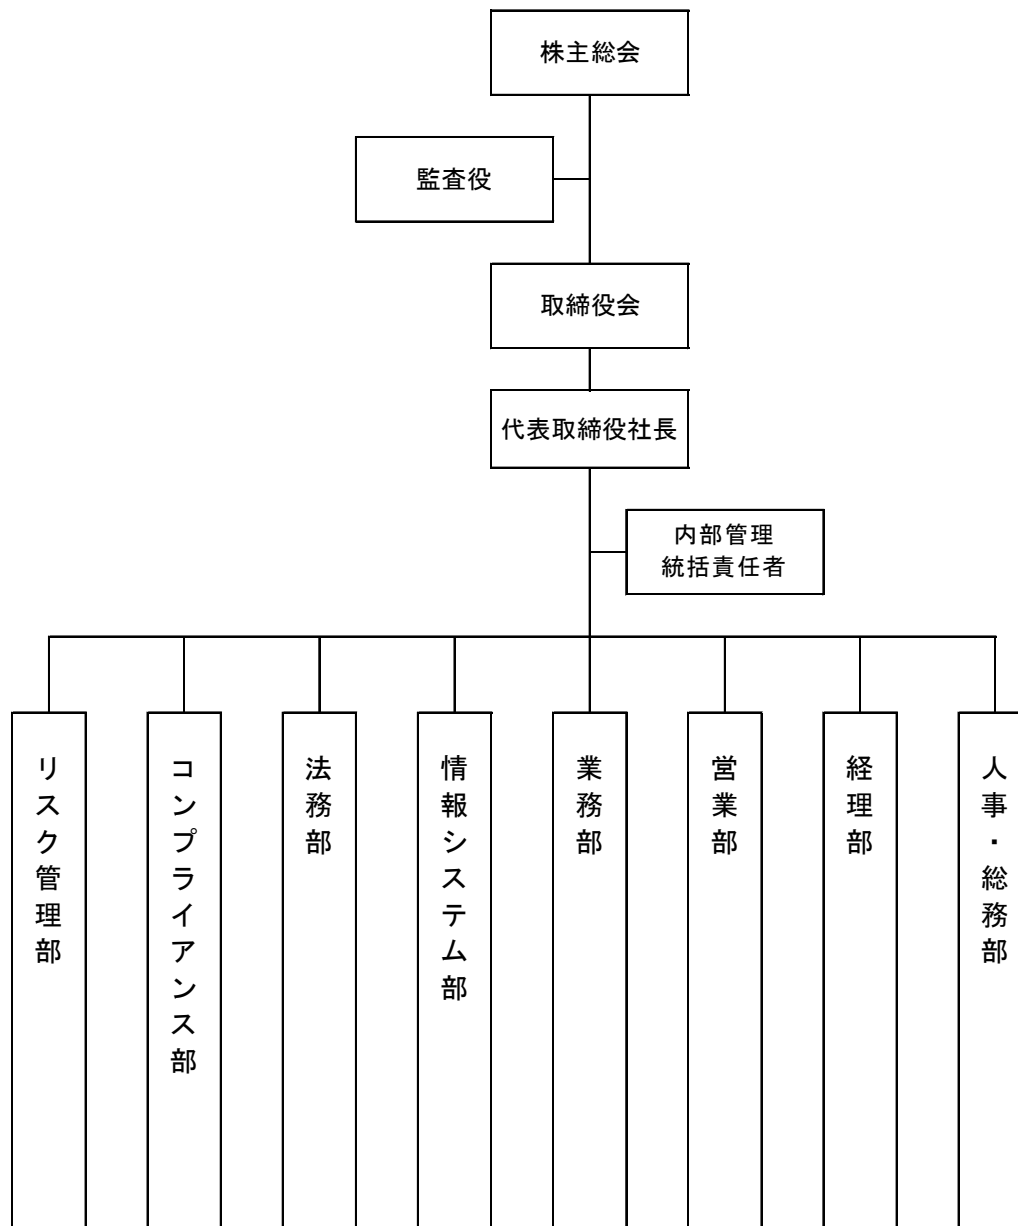 株主総会
監査役
取締役会
代表取締役社長
内部管理
統括責任者
リスク管理部
コンプライアンス部
法務部
情報システム部
業務部
営業部
経理部
人事・総務部